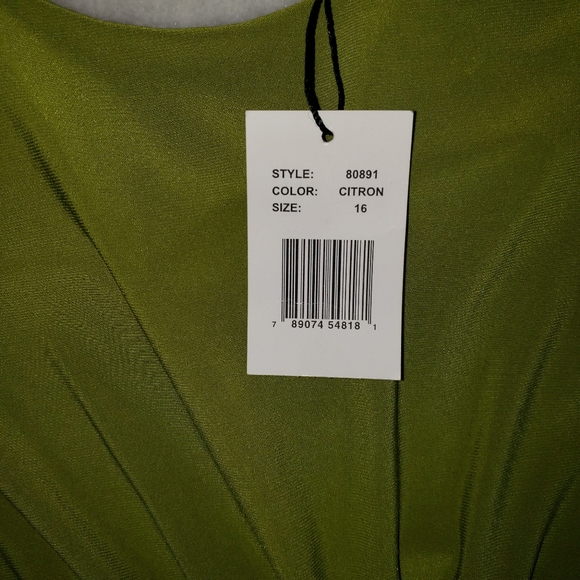 STYLE: 80891
COLOR: CITRON
SIZE: 16
7 89074 54818 1